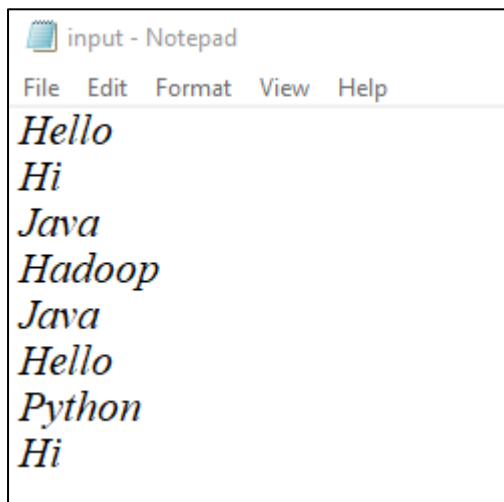 input - Notepad
File Edit Format View Help
Hello
Hi
Java
Hadoop
Java
Hello
Python
Hi